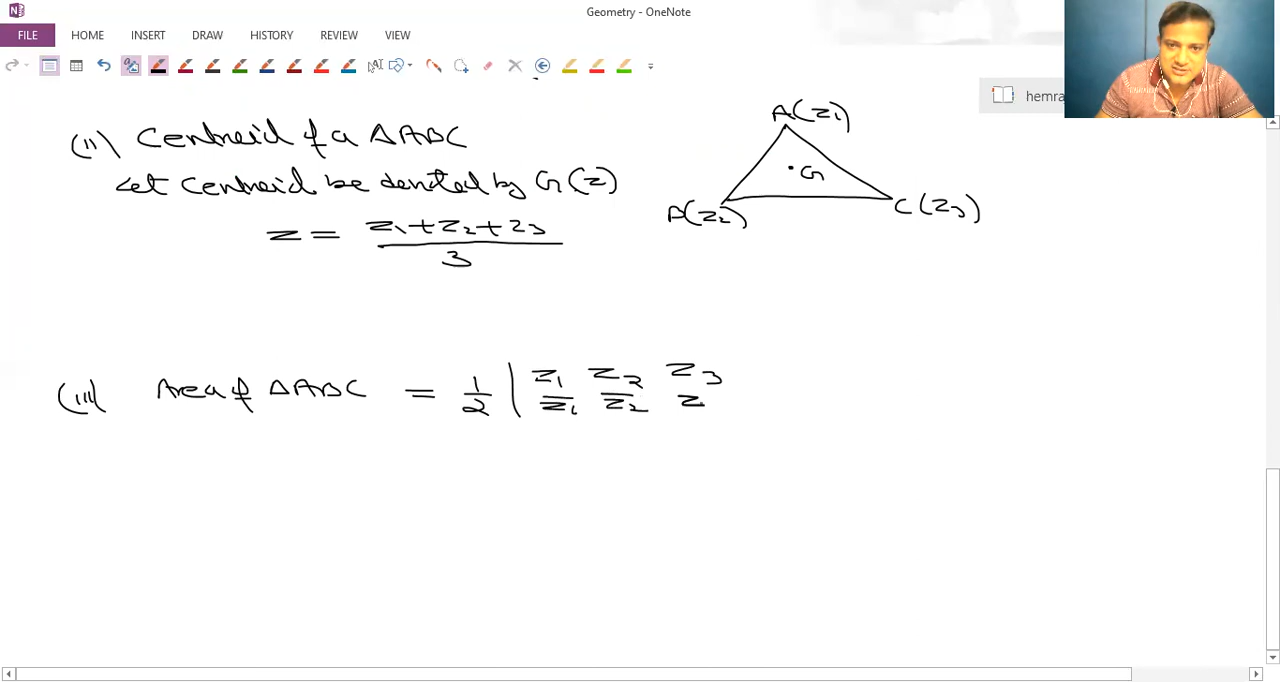 Geometry - OneNote
FILE HOME INSERT DRAW HISTORY REVIEW VIEW
hemra
(ii) Centroid of a ΔABC
Let Centroid be denoted by G(z)
z = z₁+z₂+z₃ / 3
A(z₁)
G
B(z₂)
C(z₃)
(iii) Area of ΔABC = 1/2 | z₁ z₂ z₃
z̅₁ z̅₂ z